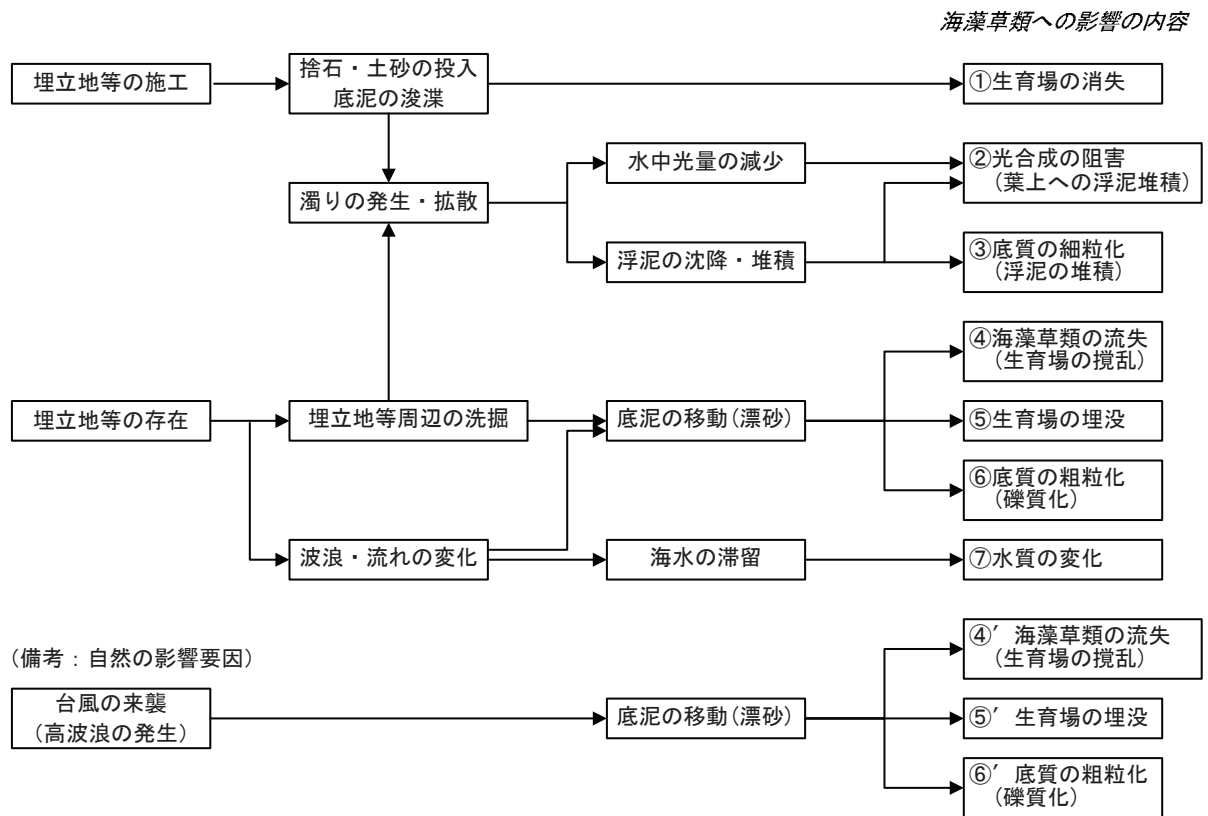 海藻草類への影響の内容
埋立地等の施工
捨石・土砂の投入
底泥の浚渫
①生育場の消失
水中光量の減少
②光合成の阻害
(葉上への浮泥堆積)
濁りの発生・拡散
浮泥の沈降・堆積
③底質の細粒化
(浮泥の堆積)
④海藻草類の流失
(生育場の撹乱)
埋立地等の存在
埋立地等周辺の洗掘
底泥の移動(漂砂)
⑤生育場の埋没
⑥底質の粗粒化
(礫質化)
波浪・流れの変化
海水の滞留
⑦水質の変化
(備考：自然の影響要因)
④′ 海藻草類の流失
(生育場の撹乱)
台風の来襲
(高波浪の発生)
底泥の移動(漂砂)
⑤′ 生育場の埋没
⑥′ 底質の粗粒化
(礫質化)